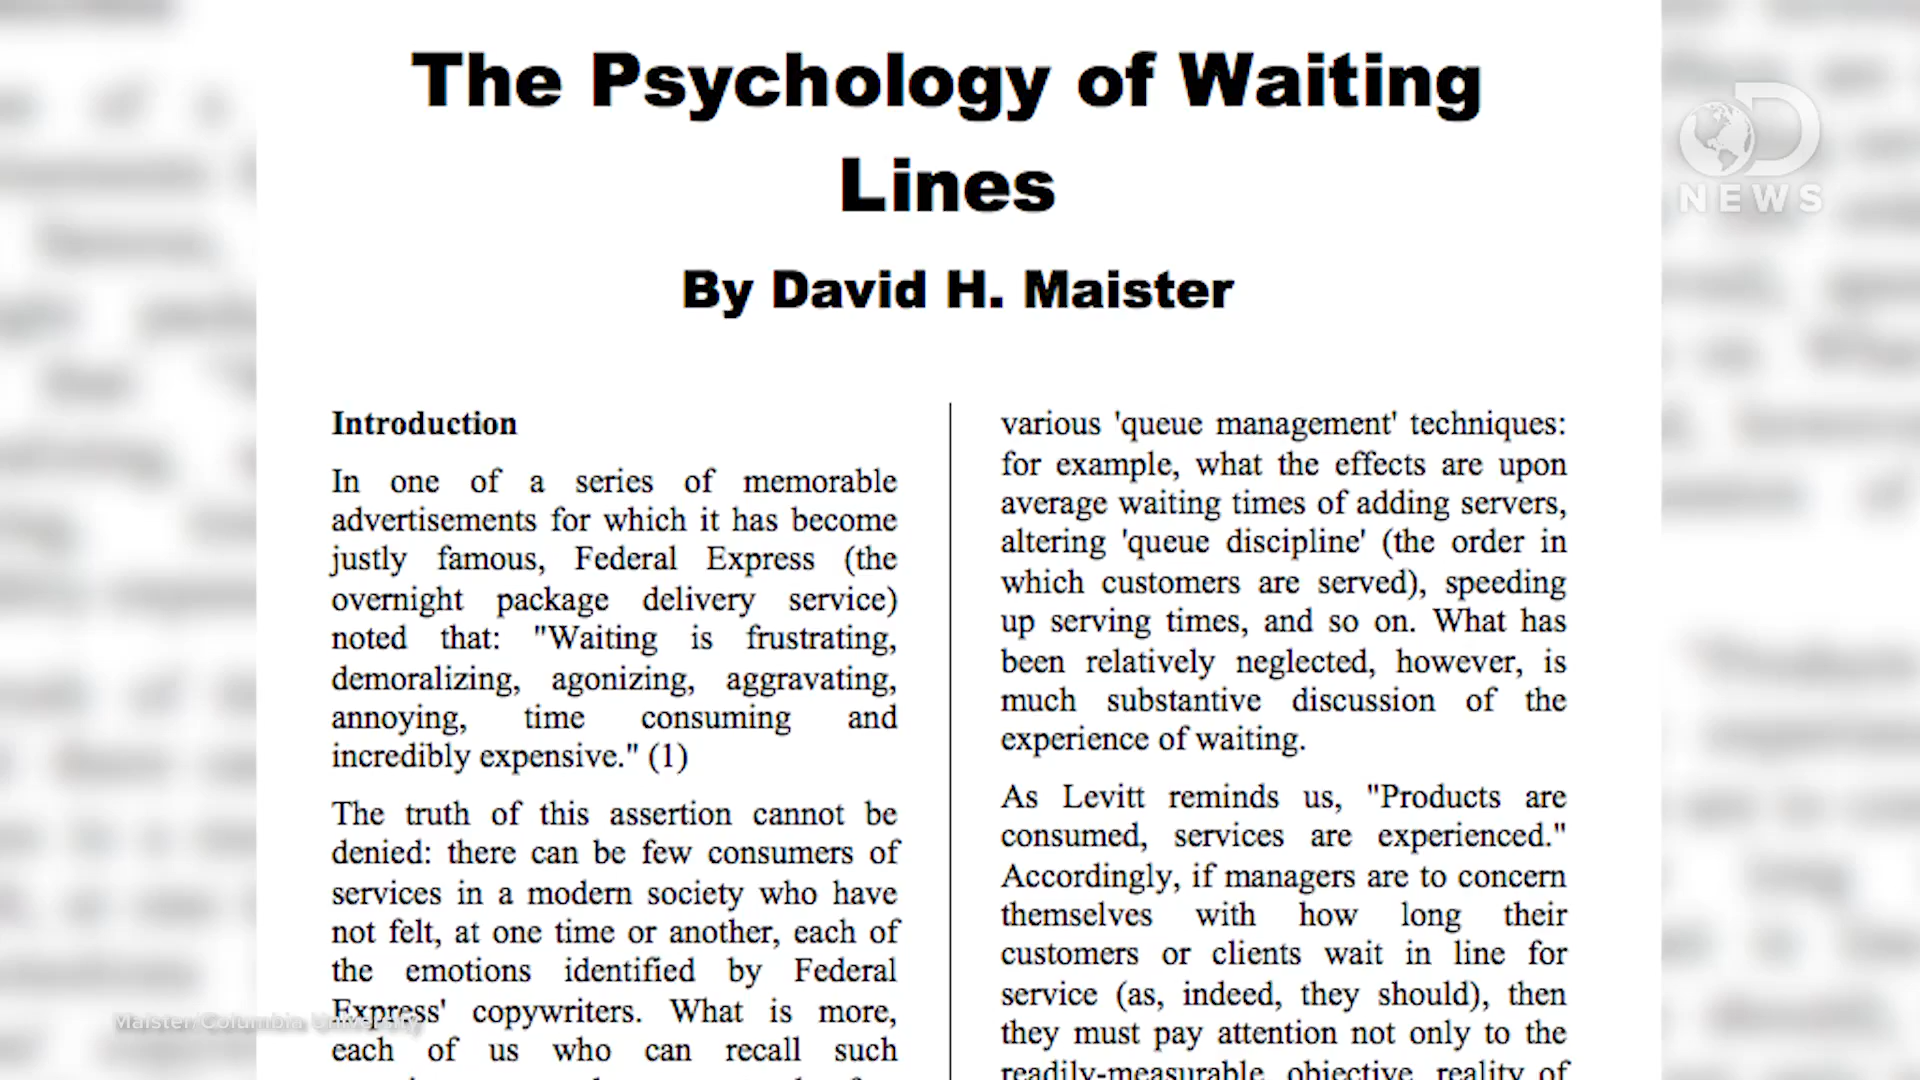 The Psychology of Waiting
Lines
By David H. Maister
D
NEWS
Introduction
In one of a series of memorable
advertisements for which it has become
justly famous, Federal Express (the
overnight package delivery service)
noted that: "Waiting is frustrating,
demoralizing, agonizing, aggravating,
annoying, time consuming and
incredibly expensive." (1)
The truth of this assertion cannot be
denied: there can be few consumers of
services in a modern society who have
not felt, at one time or another, each of
the emotions identified by Federal
Express' copywriters. What is more,
each of us who can recall such
various 'queue management' techniques:
for example, what the effects are upon
average waiting times of adding servers,
altering 'queue discipline' (the order in
which customers are served), speeding
up serving times, and so on. What has
been relatively neglected, however, is
much substantive discussion of the
experience of waiting.
As Levitt reminds us, "Products are
consumed, services are experienced."
Accordingly, if managers are to concern
themselves with how long their
customers or clients wait in line for
service (as, indeed, they should), then
they must pay attention not only to the
readily-measurable, objective reality of
Maister/Columbia University